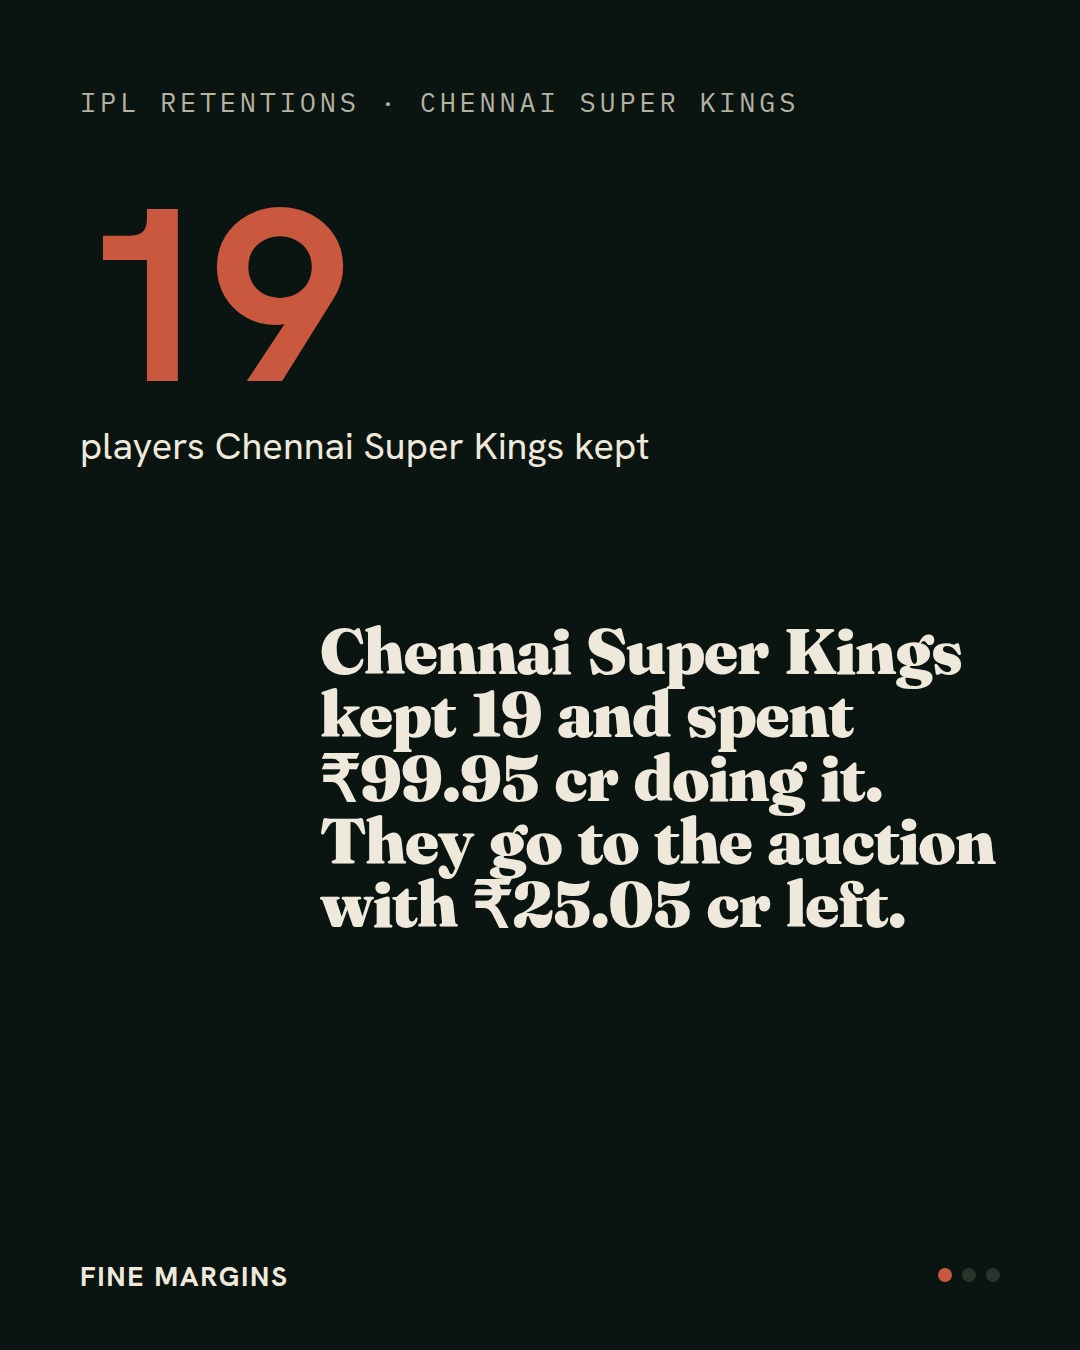 IPL RETENTIONS · CHENNAI SUPER KINGS
19
players Chennai Super Kings kept
Chennai Super Kings
kept 19 and spent
₹99.95 cr doing it.
They go to the auction
with ₹25.05 cr left.
FINE MARGINS